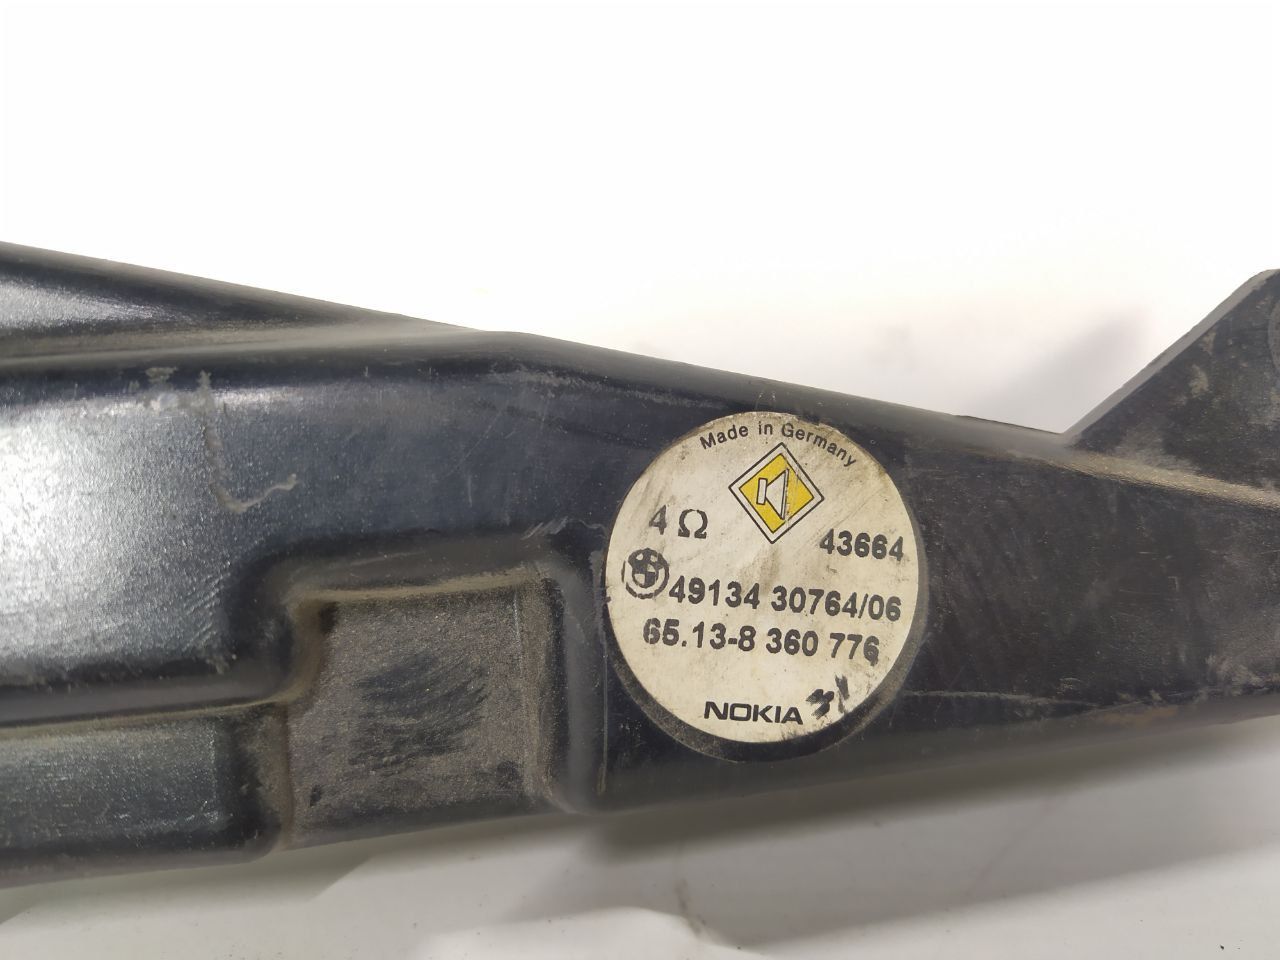 Made in Germany
4 Ω 43664
49134 30764/06
65.13-8 360 776
NOKIA